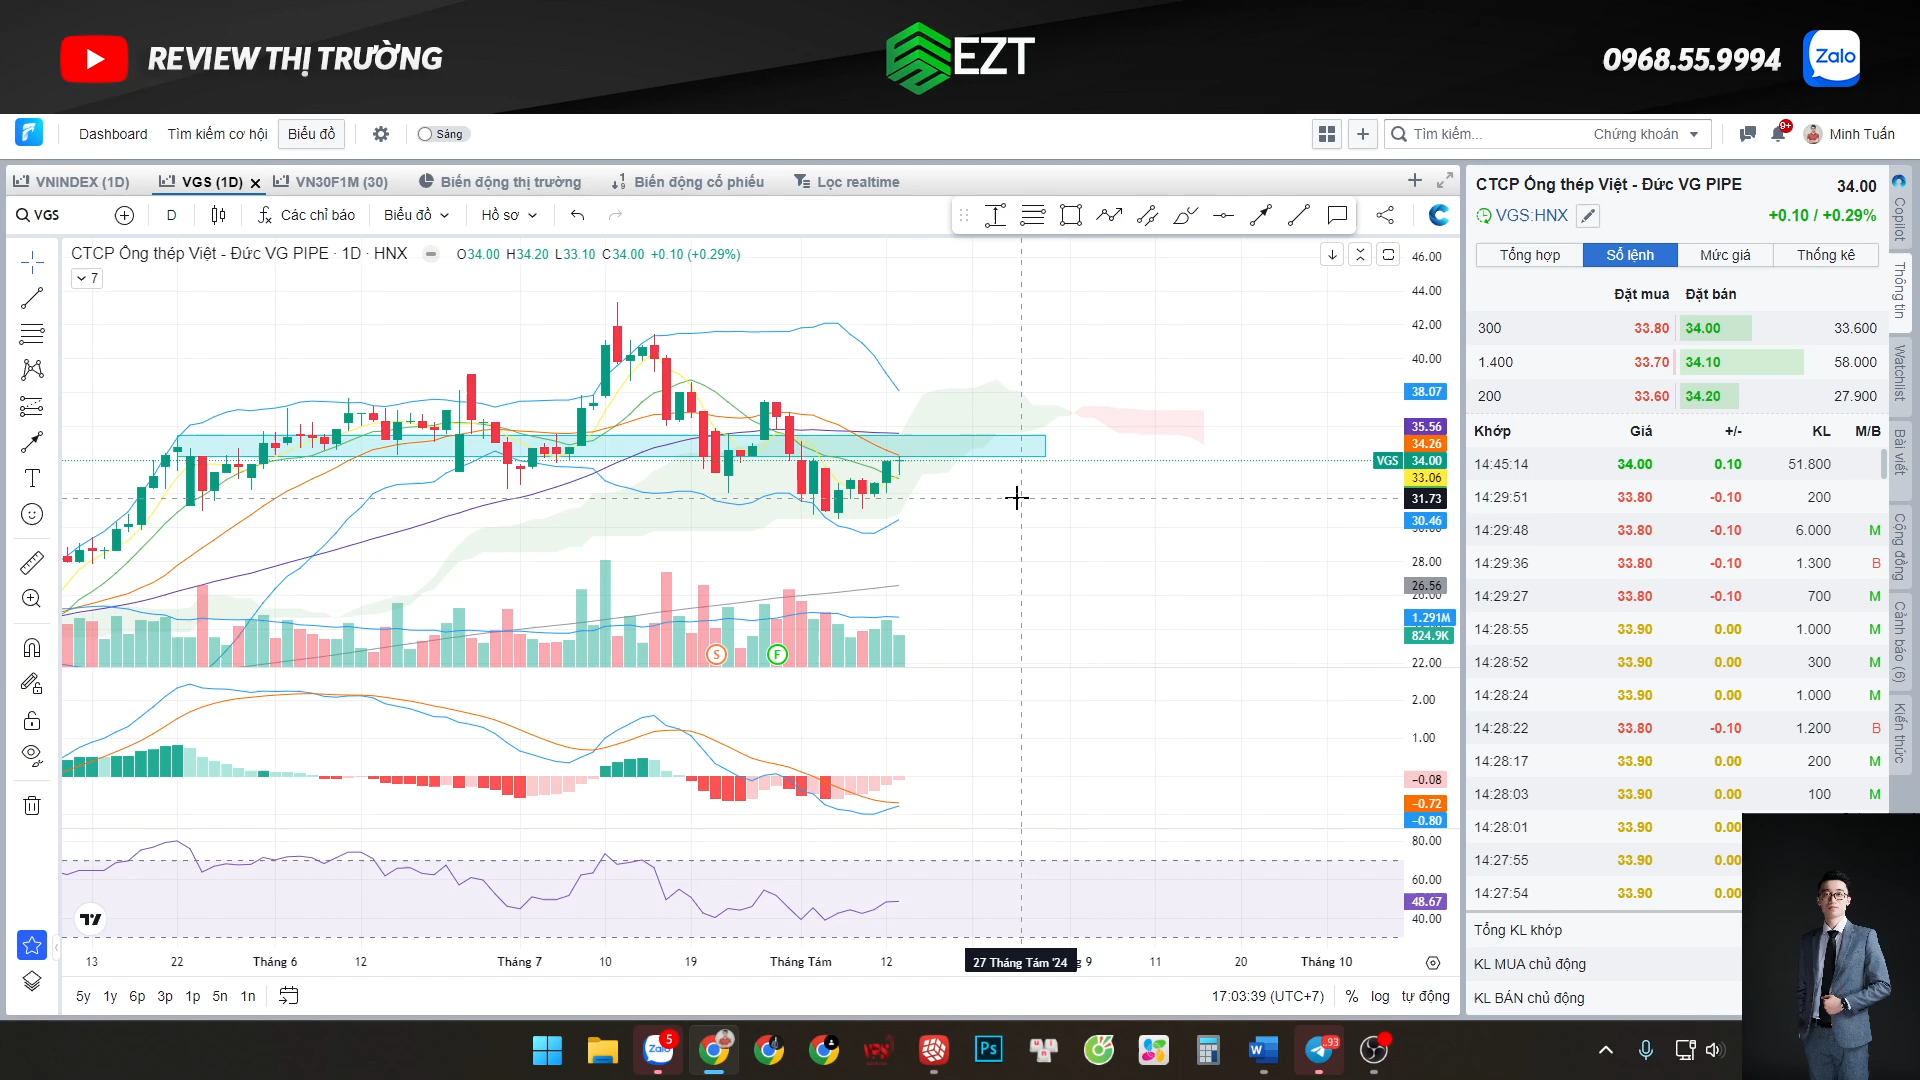 REVIEW THỊ TRƯỜNG
EZT
0968.55.9994
Zalo
Dashboard
Tìm kiếm cơ hội
Biểu đồ
Sáng
Tìm kiếm...
Chứng khoán
9+
Minh Tuấn
VNINDEX (1D)
VGS (1D)
VN30F1M (30)
Biến động thị trường
Biến động cổ phiếu
Lọc realtime
VGS
D
Các chỉ báo
Biểu đồ
Hồ sơ
CTCP Ống thép Việt - Đức VG PIPE · 1D · HNX
O34.00 H34.20 L33.10 C34.00 +0.10 (+0.29%)
7
46.00
44.00
42.00
40.00
38.07
35.56
34.26
VGS 34.00
33.06
31.73
30.46
28.00
26.56
26.00
1.291M
824.9K
22.00
S
F
2.00
1.00
−0.08
−0.72
−0.80
80.00
60.00
48.67
40.00
13
22
Tháng 6
12
Tháng 7
10
19
Tháng Tám
12
27 Tháng Tám '24
9
11
20
Tháng 10
5y 1y 6p 3p 1p 5n 1n
17:03:39 (UTC+7)
% log tự động
CTCP Ống thép Việt - Đức VG PIPE
34.00
VGS:HNX
+0.10 / +0.29%
Tổng hợp
Sổ lệnh
Mức giá
Thống kê
Đặt mua Đặt bán
300 33.80 34.00 33.600
1.400 33.70 34.10 58.000
200 33.60 34.20 27.900
Khớp Giá +/- KL M/B
14:45:14 34.00 0.10 51.800
14:29:51 33.80 -0.10 200
14:29:48 33.80 -0.10 6.000 M
14:29:36 33.80 -0.10 1.300 B
14:29:27 33.80 -0.10 700 M
14:28:55 33.90 0.00 1.000 M
14:28:52 33.90 0.00 300 M
14:28:24 33.90 0.00 1.000 M
14:28:22 33.80 -0.10 1.200 B
14:28:17 33.90 0.00 200 M
14:28:03 33.90 0.00 100 M
14:28:01 33.90 0.00
14:27:55 33.90 0.00
14:27:54 33.90 0.00
Tổng KL khớp
KL MUA chủ động
KL BÁN chủ động
Copilot
Thông tin
Watchlist
Bài viết
Cộng đồng
Cảnh báo (6)
Kiến thức
Zalo
5
Ps
W
93